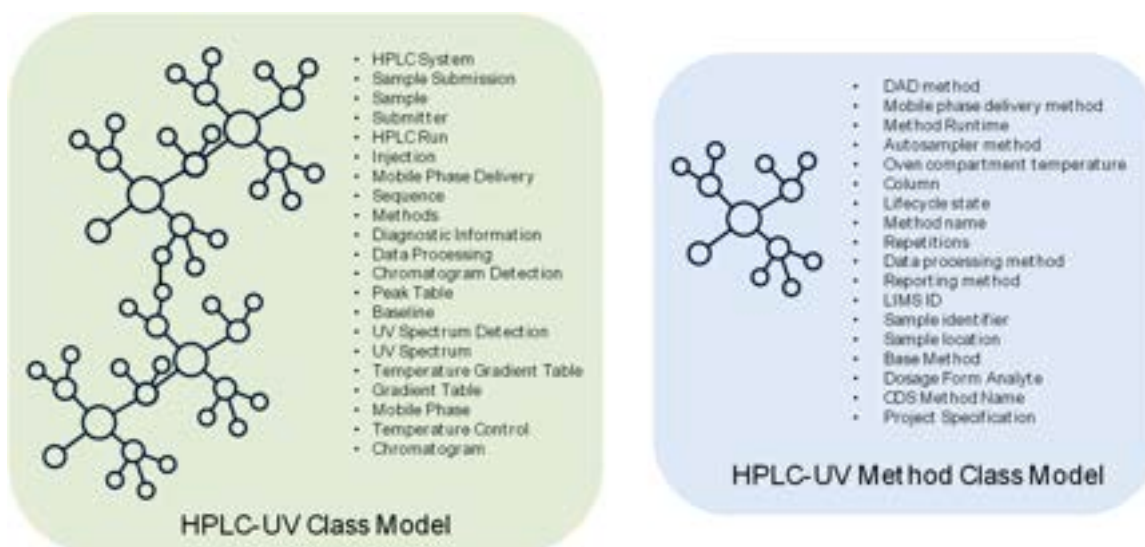 HPLC System
Sample Submission
Sample
Submitter
HPLC Run
Injection
Mobile Phase Delivery
Sequence
Methods
Diagnostic Information
Data Processing
Chromatogram Detection
Peak Table
Baseline
UV Spectrum Detection
UV Spectrum
Temperature Gradient Table
Gradient Table
Mobile Phase
Temperature Control
Chromatogram
HPLC-UV Class Model
DAD method
Mobile phase delivery method
Method Runtime
Autosampler method
Oven compartment temperature
Column
Lifecycle state
Method name
Repetitions
Data processing method
Reporting method
LIMS ID
Sample identifier
Sample location
Base Method
Dosage Form Analyte
CDS Method Name
Project Specification
HPLC-UV Method Class Model